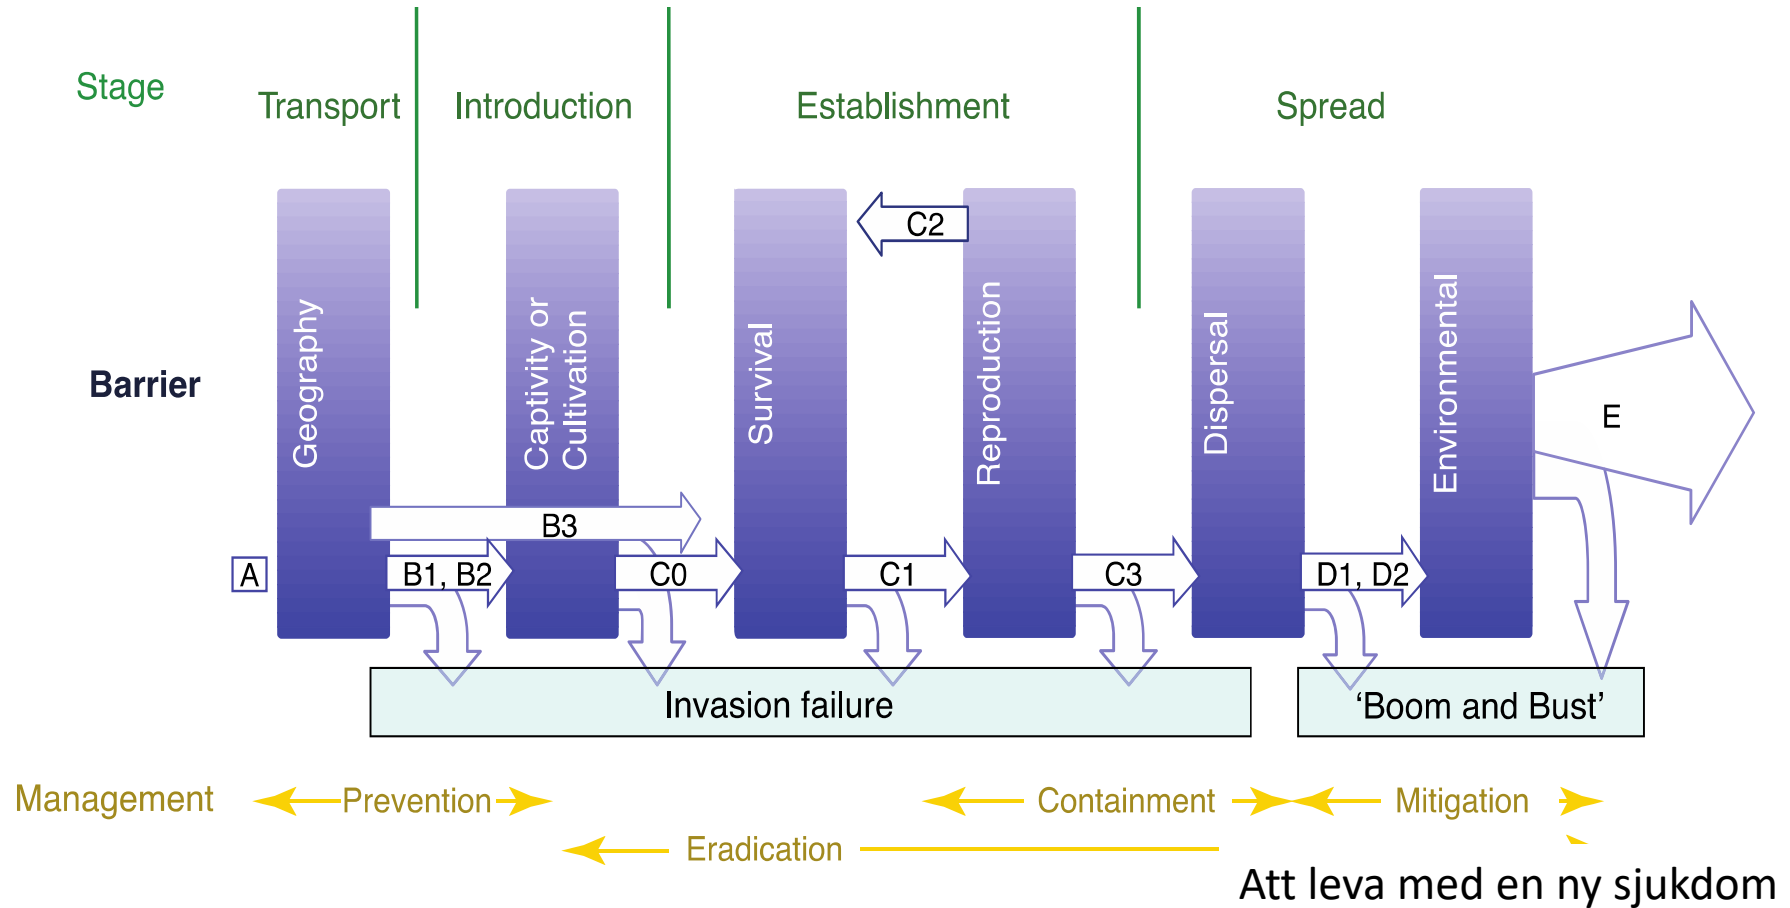 Stage
Transport
Introduction
Establishment
Spread
Barrier
Geography
Captivity or
Cultivation
Survival
Reproduction
Dispersal
Environmental
C2
E
B3
A
B1, B2
C0
C1
C3
D1, D2
Invasion failure
‘Boom and Bust’
Management
Prevention
Containment
Mitigation
Eradication
Att leva med en ny sjukdom